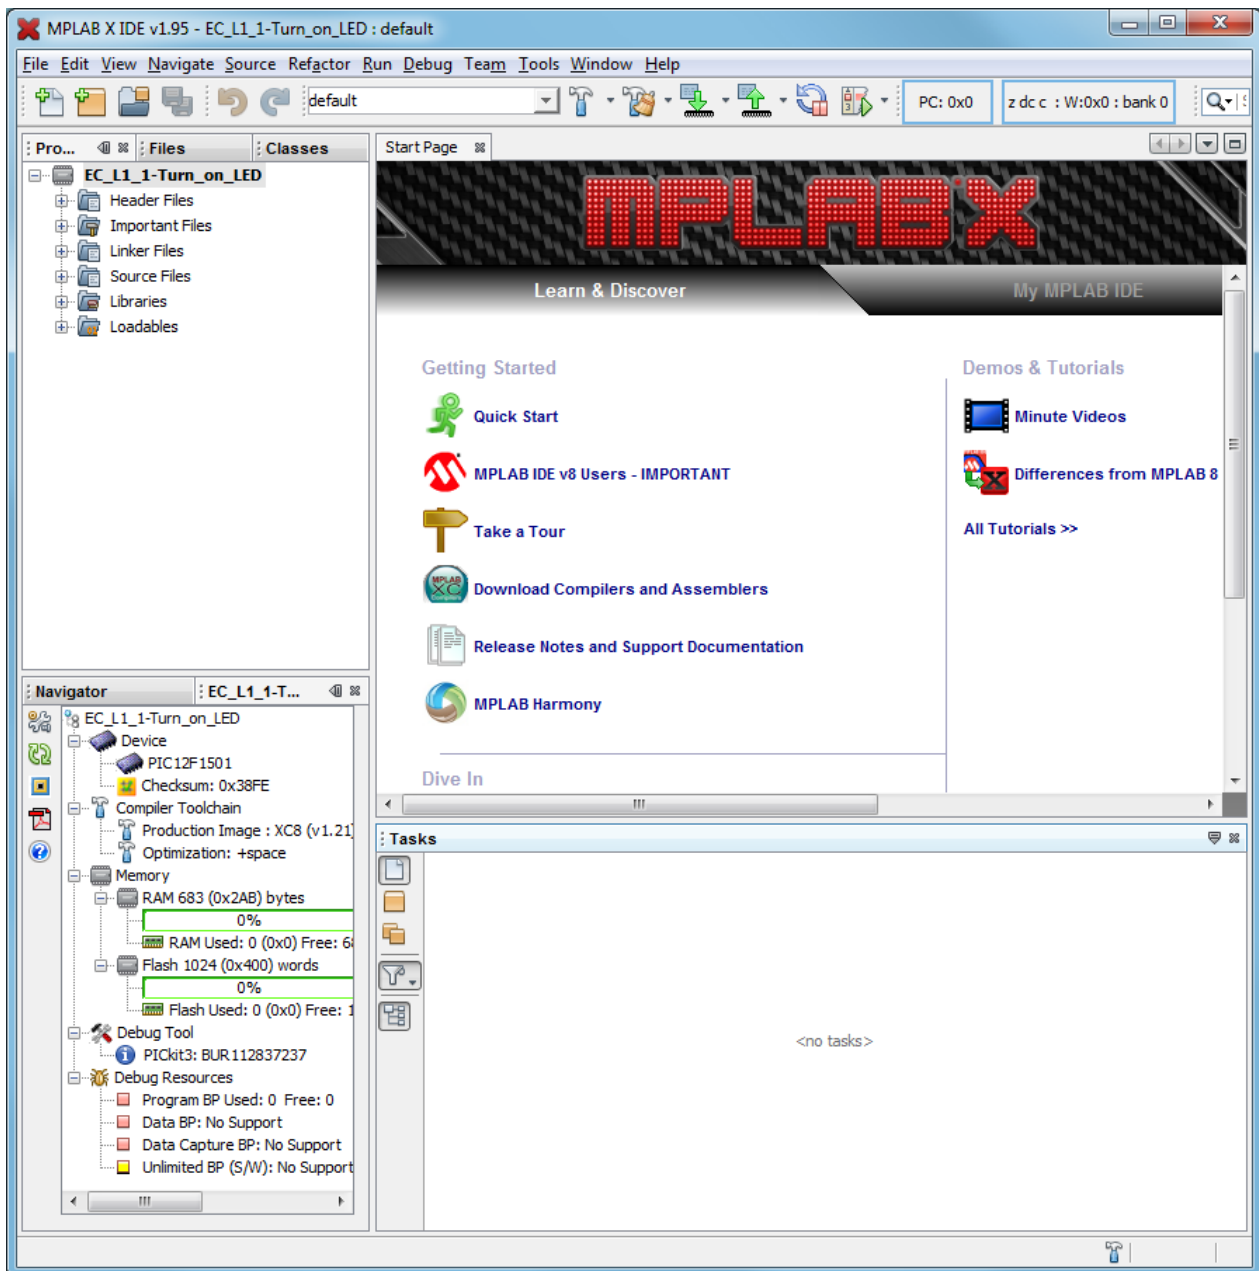 MPLAB X IDE v1.95 - EC_L1_1-Turn_on_LED : default
File Edit View Navigate Source Refactor Run Debug Team Tools Window Help
default
PC: 0x0
z dc c : W:0x0 : bank 0
Pro...
Files
Classes
EC_L1_1-Turn_on_LED
Header Files
Important Files
Linker Files
Source Files
Libraries
Loadables
Start Page
MPLAB X
Learn & Discover
My MPLAB IDE
Getting Started
Quick Start
MPLAB IDE v8 Users - IMPORTANT
Take a Tour
MPLAB
XC
Compilers
Download Compilers and Assemblers
Release Notes and Support Documentation
MPLAB Harmony
Dive In
Demos & Tutorials
Minute Videos
Differences from MPLAB 8
All Tutorials >>
Navigator
EC_L1_1-T...
EC_L1_1-Turn_on_LED
Device
PIC12F1501
Checksum: 0x38FE
Compiler Toolchain
Production Image : XC8 (v1.21)
Optimization: +space
Memory
RAM 683 (0x2AB) bytes
0%
RAM Used: 0 (0x0) Free:
Flash 1024 (0x400) words
0%
Flash Used: 0 (0x0) Free:
Debug Tool
PICkit3: BUR112837237
Debug Resources
Program BP Used: 0 Free: 0
Data BP: No Support
Data Capture BP: No Support
Unlimited BP (S/W): No Support
Tasks
<no tasks>